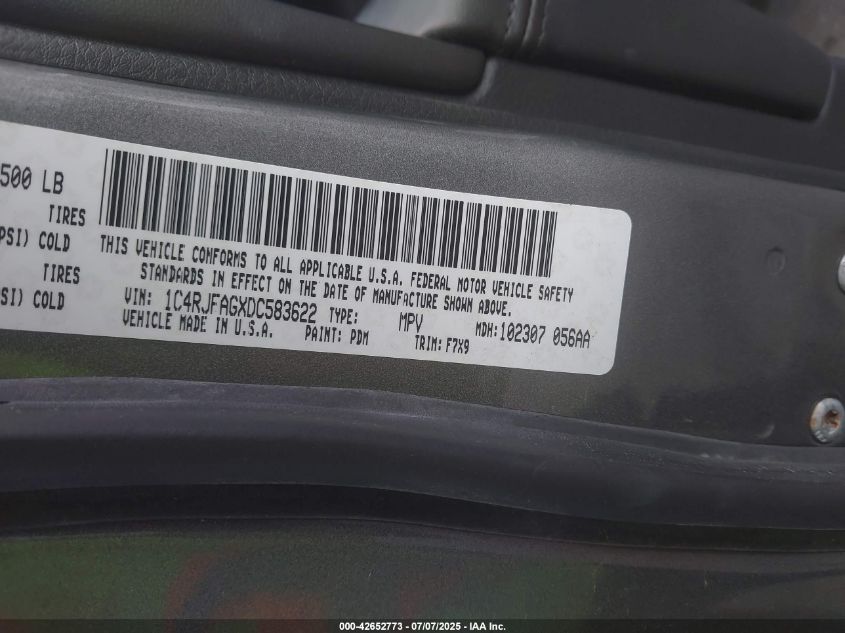 500 LB
TIRES
PSI) COLD
TIRES
SI) COLD
THIS VEHICLE CONFORMS TO ALL APPLICABLE U.S.A. FEDERAL MOTOR VEHICLE SAFETY
STANDARDS IN EFFECT ON THE DATE OF MANUFACTURE SHOWN ABOVE.
VIN: 1C4RJFAGXDC583622 TYPE: MPV MDH:102307 056AA
VEHICLE MADE IN U.S.A. PAINT: PDM TRIM: F7X9
000-42652773 - 07/07/2025 - IAA Inc.